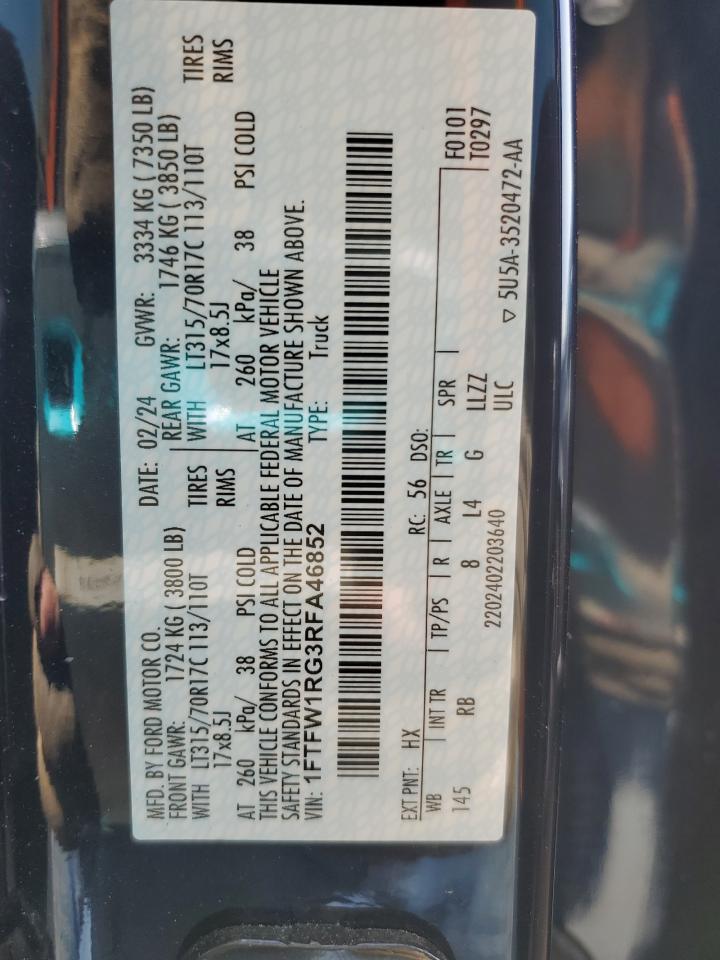 MFD. BY FORD MOTOR CO. DATE: 02/24 GVWR: 3334 KG ( 7350 LB)
FRONT GAWR: 1724 KG ( 3800 LB) REAR GAWR: 1746 KG ( 3850 LB)
WITH LT315/70R17C 113/110T TIRES WITH LT315/70R17C 113/110T TIRES
17x8.5J RIMS 17x8.5J RIMS
AT 260 kPa/ 38 PSI COLD AT 260 kPa/ 38 PSI COLD
THIS VEHICLE CONFORMS TO ALL APPLICABLE FEDERAL MOTOR VEHICLE
SAFETY STANDARDS IN EFFECT ON THE DATE OF MANUFACTURE SHOWN ABOVE.
VIN: 1FTFW1RG3RFA46852 TYPE: Truck
EXT PNT: HX RC: 56 DSO: F0101
WB | INT TR | TP/PS | R | AXLE | TR | SPR | T0297
145 RB 8 L4 G LLZZ
2202402203640 ULC ▽ 5U5A-3520472-AA